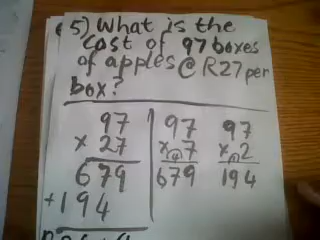 5) What is the
cost of 97 boxes
of apples @ R27 per
box?
97
x 27
679
+194
97
x 7
679
97
x 2
194